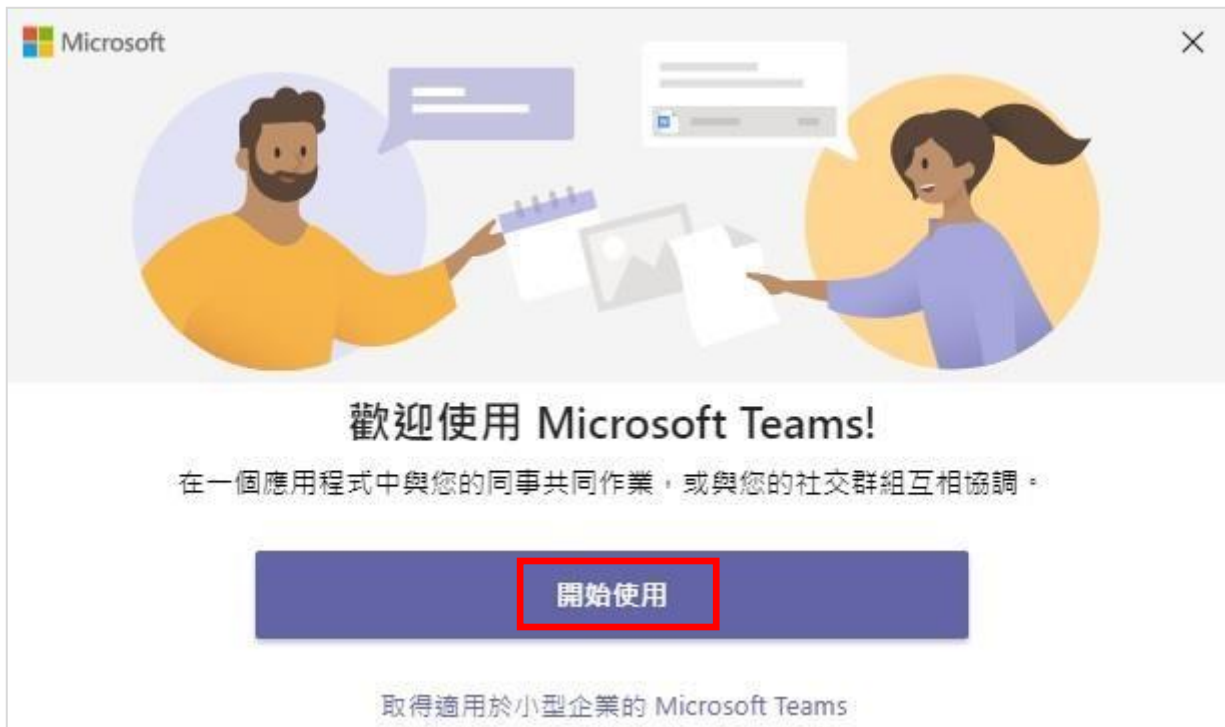 Microsoft
歡迎使用 Microsoft Teams!
在一個應用程式中與您的同事共同作業，或與您的社交群組互相協調。
開始使用
取得適用於小型企業的 Microsoft Teams